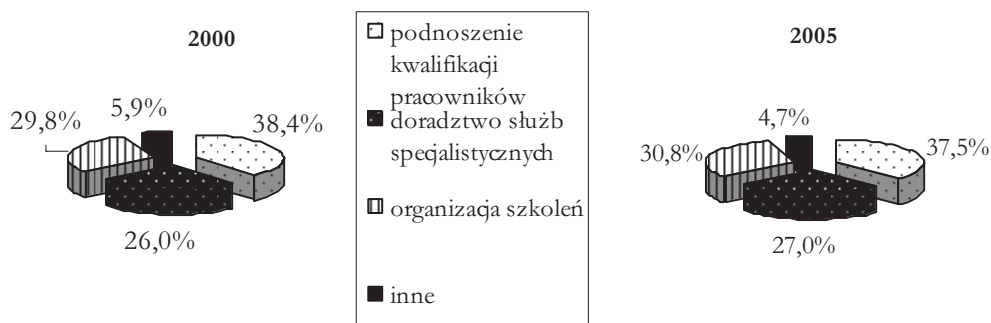 2000
5,9%
29,8%
38,4%
26,0%
podnoszenie
kwalifikacji
pracowników
doradztwo służb
specjalistycznych
organizacja szkoleń
inne
2005
4,7%
30,8%
37,5%
27,0%